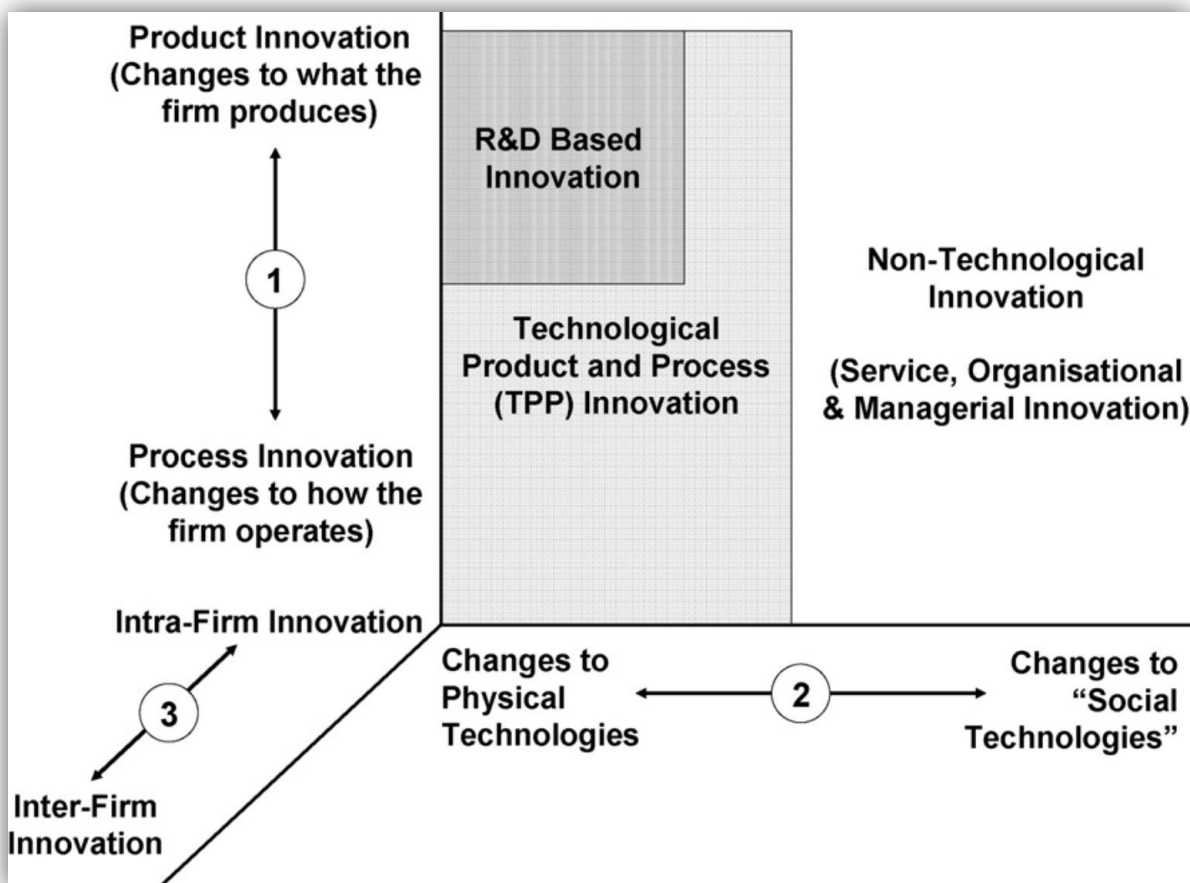 Product Innovation
(Changes to what the
firm produces)
1
Process Innovation
(Changes to how the
firm operates)
R&D Based
Innovation
Technological
Product and Process
(TPP) Innovation
Non-Technological
Innovation
(Service, Organisational
& Managerial Innovation)
Intra-Firm Innovation
3
Inter-Firm
Innovation
Changes to
Physical
Technologies
2
Changes to
“Social
Technologies”